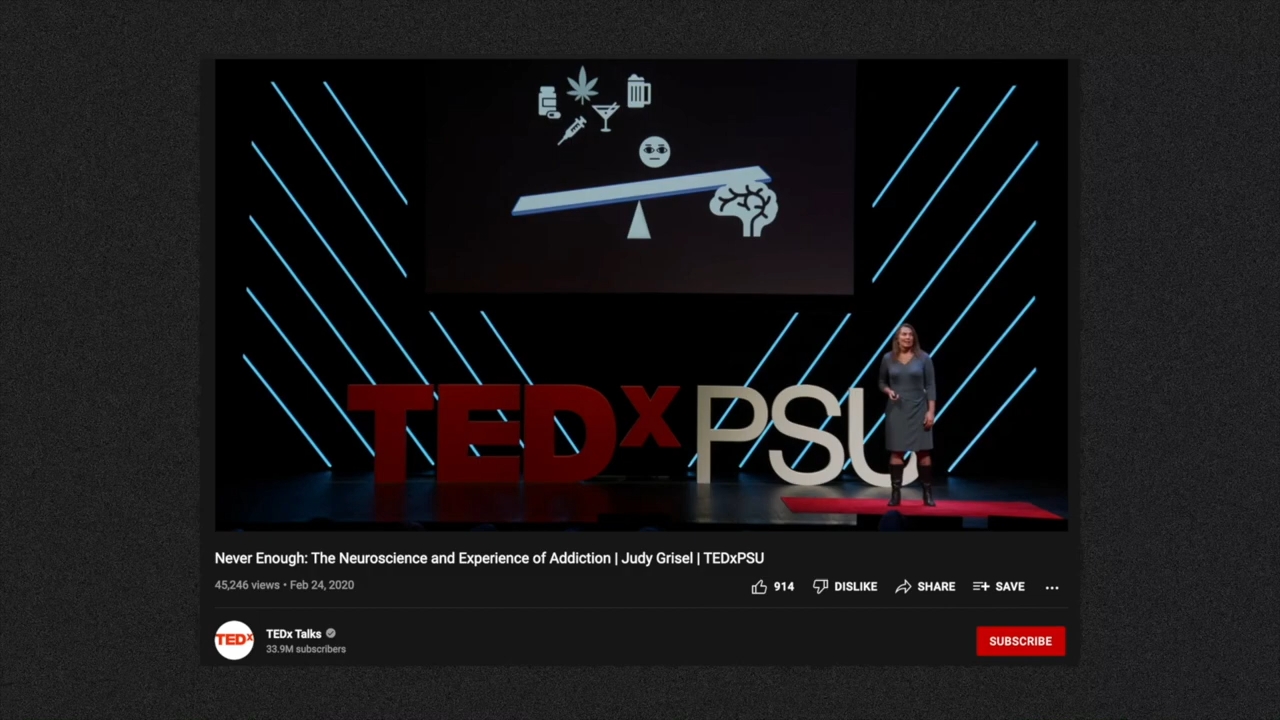 TEDxPSU
Never Enough: The Neuroscience and Experience of Addiction | Judy Grisel | TEDxPSU
45,246 views • Feb 24, 2020
914
DISLIKE
SHARE
SAVE
TEDx
TEDx Talks
33.9M subscribers
SUBSCRIBE